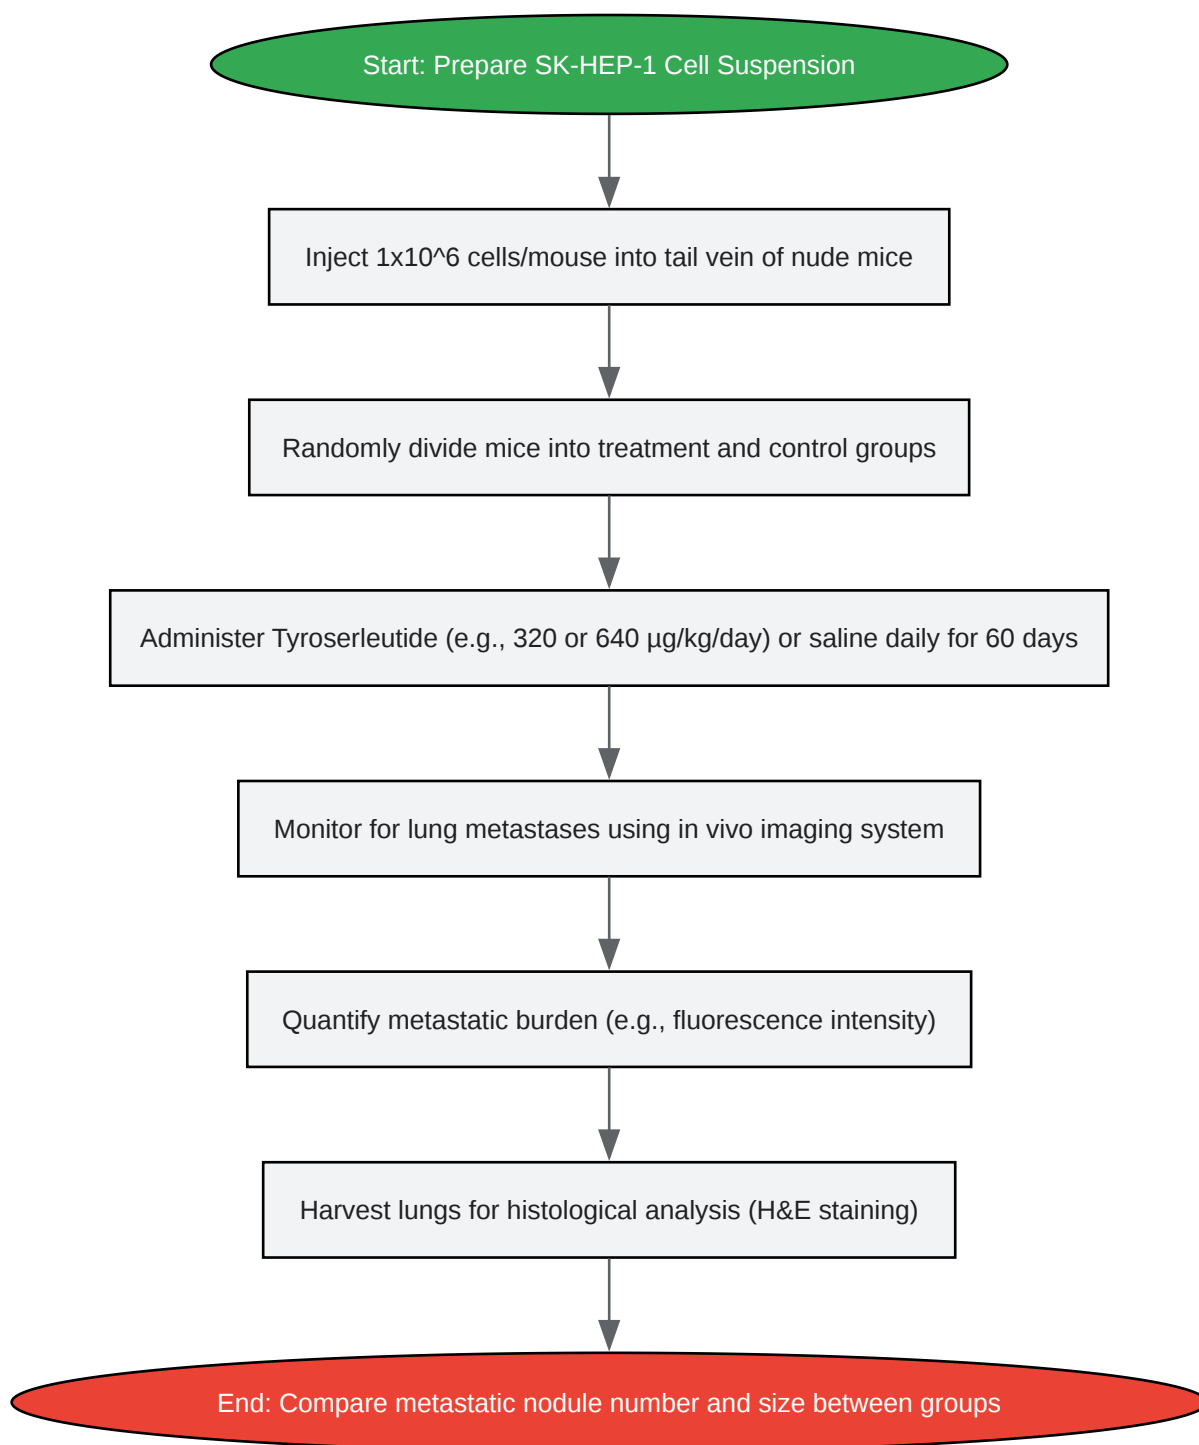 Start: Prepare SK-HEP-1 Cell Suspension
Inject 1x10^6 cells/mouse into tail vein of nude mice
Randomly divide mice into treatment and control groups
Administer Tyroserleutide (e.g., 320 or 640 µg/kg/day) or saline daily for 60 days
Monitor for lung metastases using in vivo imaging system
Quantify metastatic burden (e.g., fluorescence intensity)
Harvest lungs for histological analysis (H&E staining)
End: Compare metastatic nodule number and size between groups